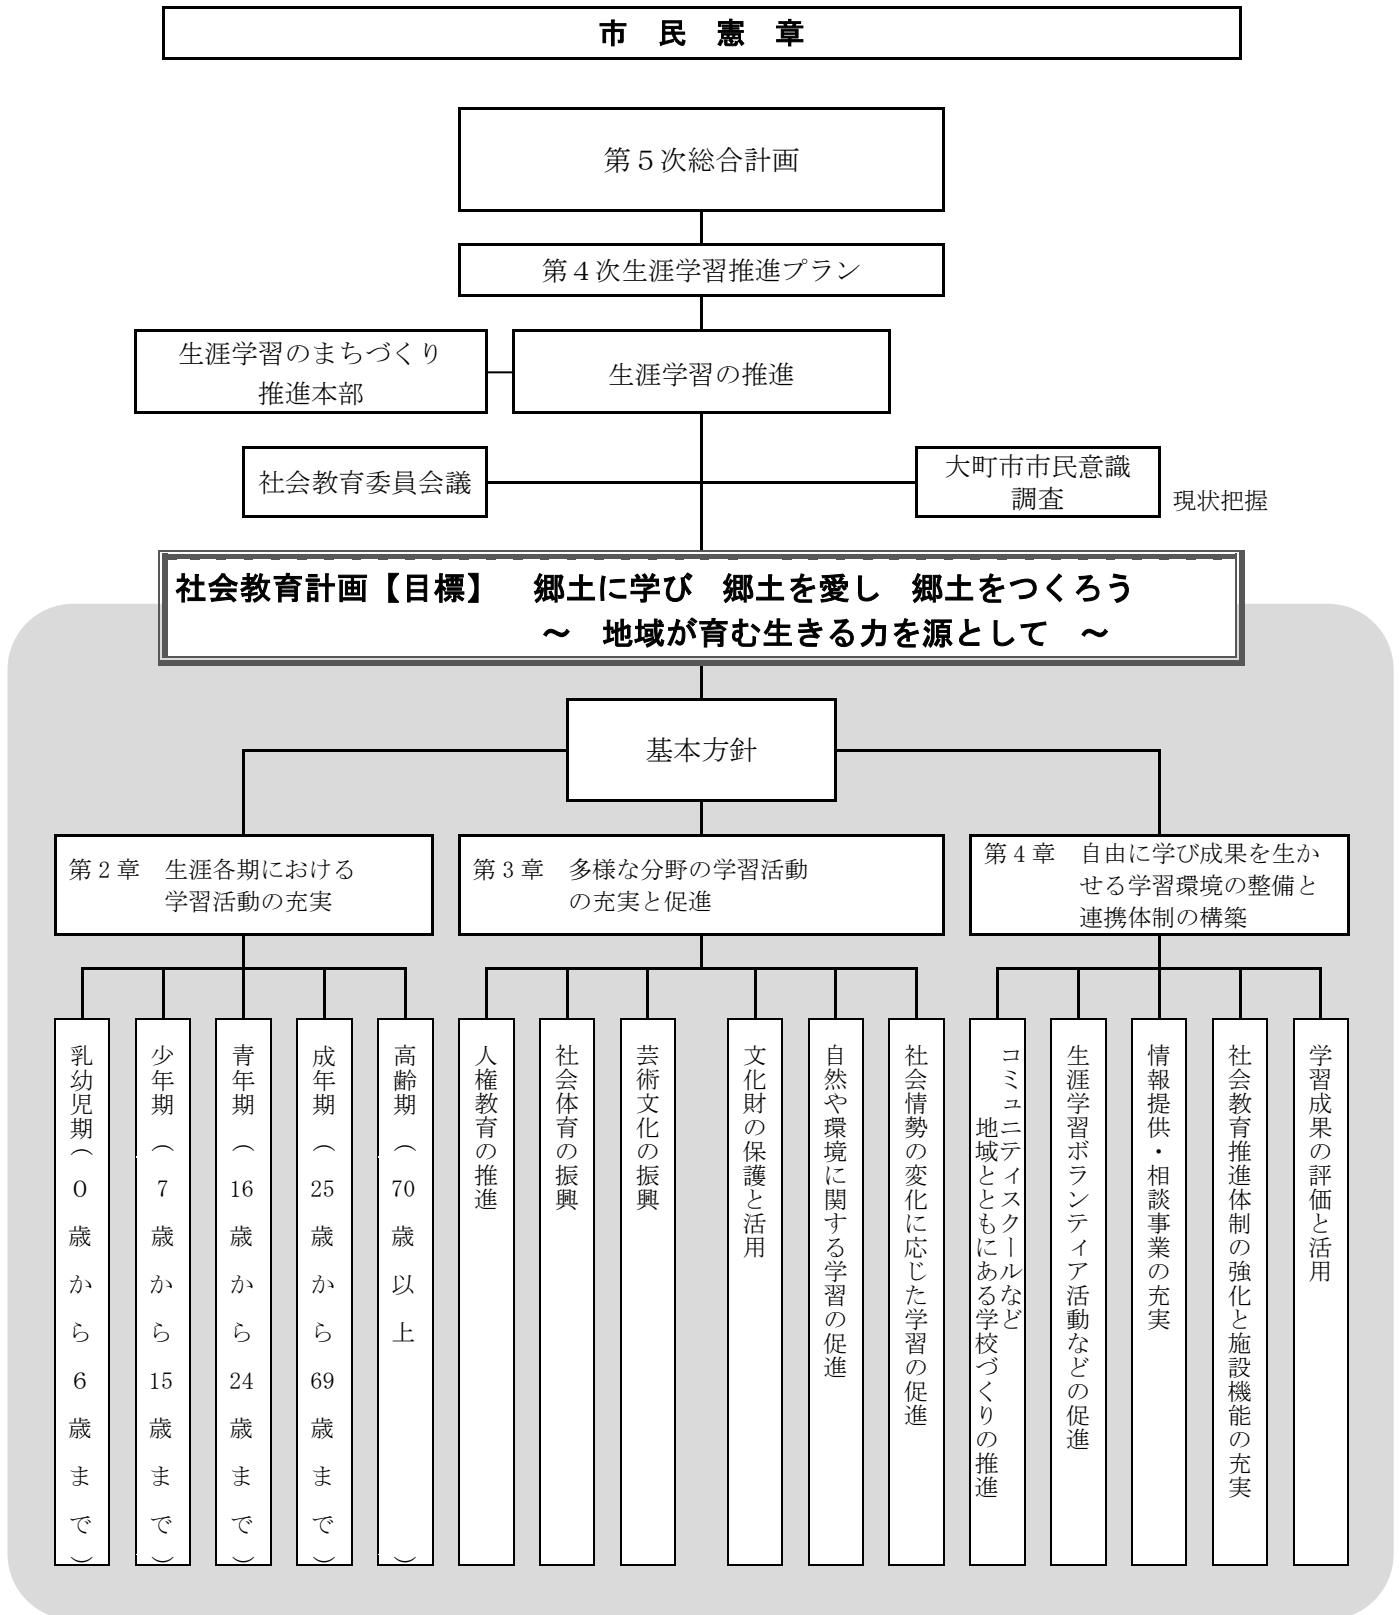 市　民　憲　章
第５次総合計画
第４次生涯学習推進プラン
生涯学習のまちづくり
推進本部
生涯学習の推進
社会教育委員会議
大町市市民意識
調査
現状把握
社会教育計画【目標】　郷土に学び　郷土を愛し　郷土をつくろう
～　地域が育む生きる力を源として　～
基本方針
第２章　生涯各期における
学習活動の充実
第３章　多様な分野の学習活動
の充実と促進
第４章　自由に学び成果を生か
せる学習環境の整備と
連携体制の構築
乳幼児期（０歳から６歳まで）
少年期（７歳から15歳まで）
青年期（16歳から24歳まで）
成年期（25歳から69歳まで）
高齢期（70歳以上）
人権教育の推進
社会体育の振興
芸術文化の振興
文化財の保護と活用
自然や環境に関する学習の促進
社会情勢の変化に応じた学習の促進
コミュニティスクールなど
地域とともにある学校づくりの推進
生涯学習ボランティア活動などの促進
情報提供・相談事業の充実
社会教育推進体制の強化と施設機能の充実
学習成果の評価と活用